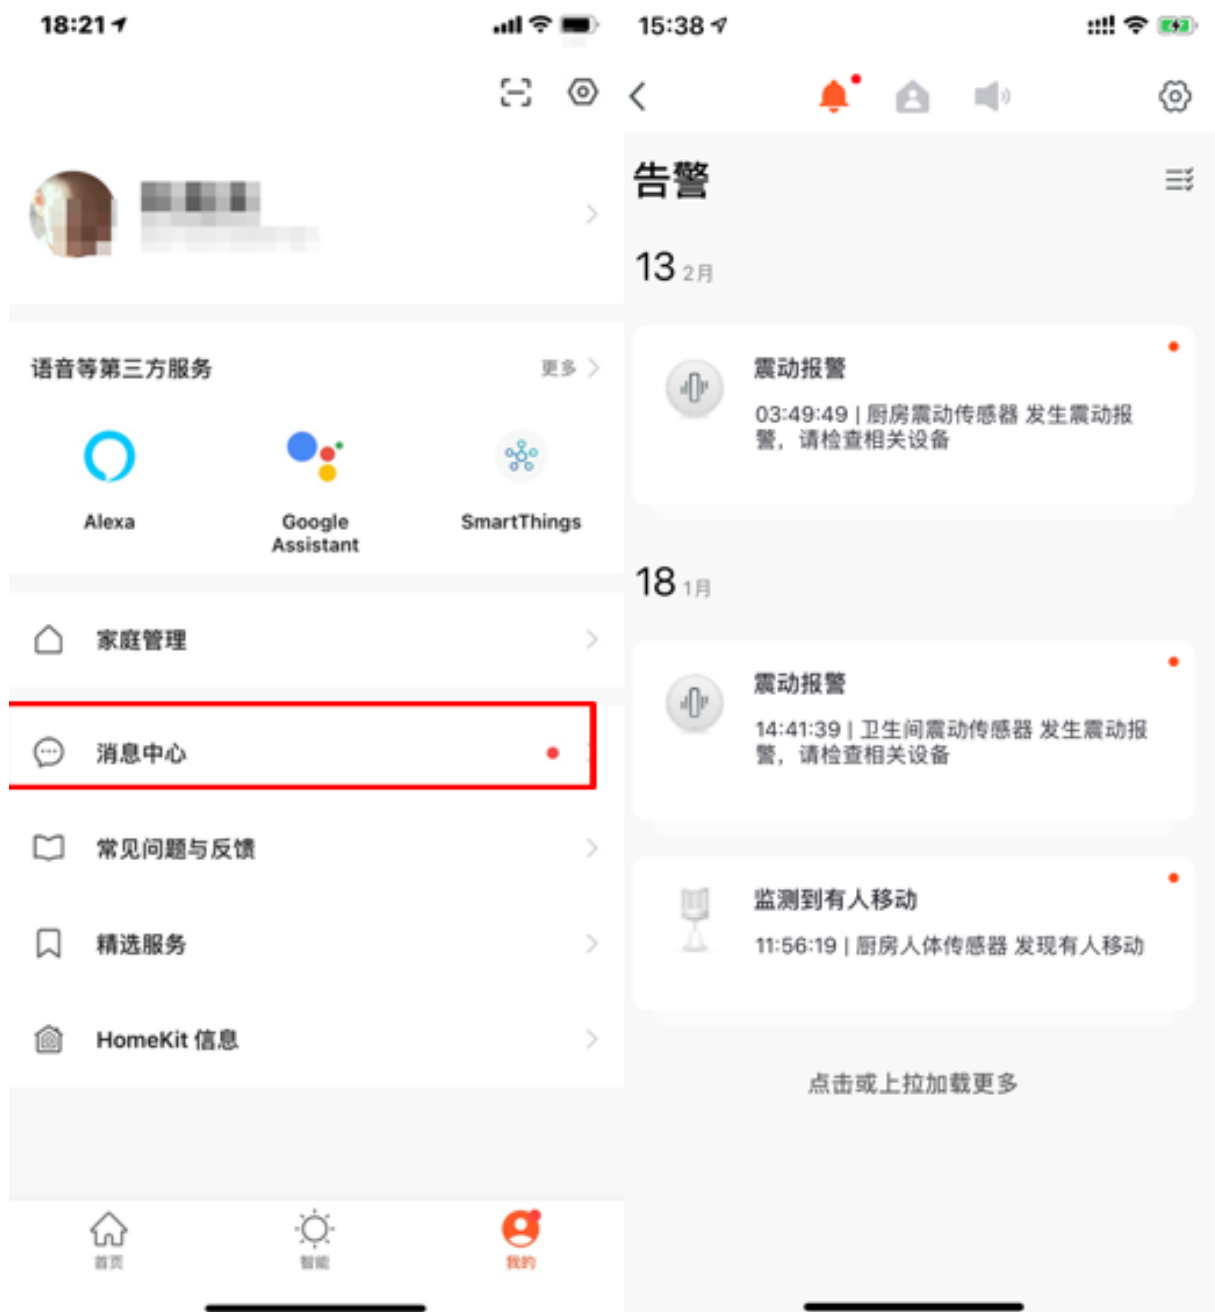 18:21
语音等第三方服务
更多
Alexa
Google
Assistant
SmartThings
家庭管理
消息中心
常见问题与反馈
精选服务
HomeKit 信息
首页
智能
我的
15:38
告警
13 2月
震动报警
03:49:49 | 厨房震动传感器 发生震动报
警，请检查相关设备
18 1月
震动报警
14:41:39 | 卫生间震动传感器 发生震动报
警，请检查相关设备
监测到有人移动
11:56:19 | 厨房人体传感器 发现有人移动
点击或上拉加载更多